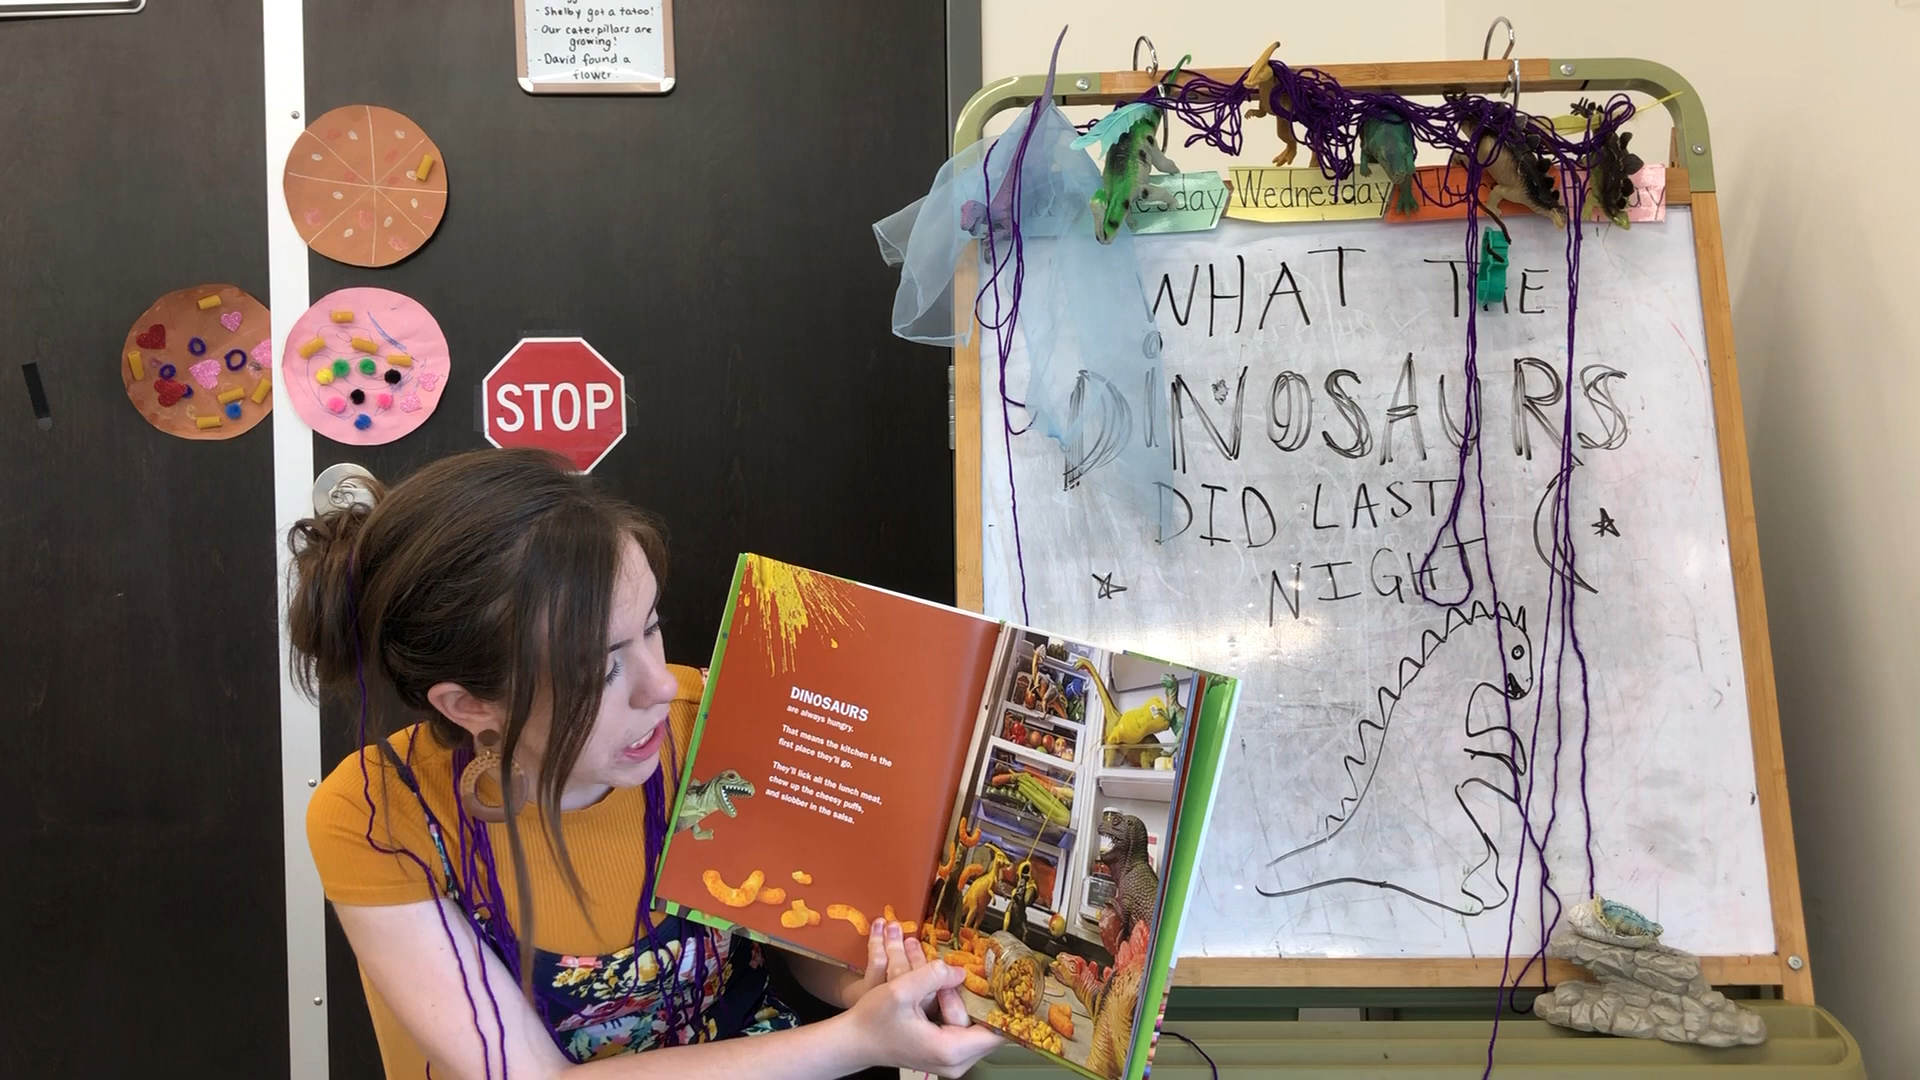 - Shelby got a tatoo!
- Our caterpillars are
growing!
- David found a
flower
STOP
Wednesday
WHAT THE
DINOSAURS
DID LAST
NIGHT
DINOSAURS
are always hungry.
That means the kitchen is the
first place they'll go.
They'll lick all the lunch meat,
chew up the cheesy puffs,
and slobber in the salsa.